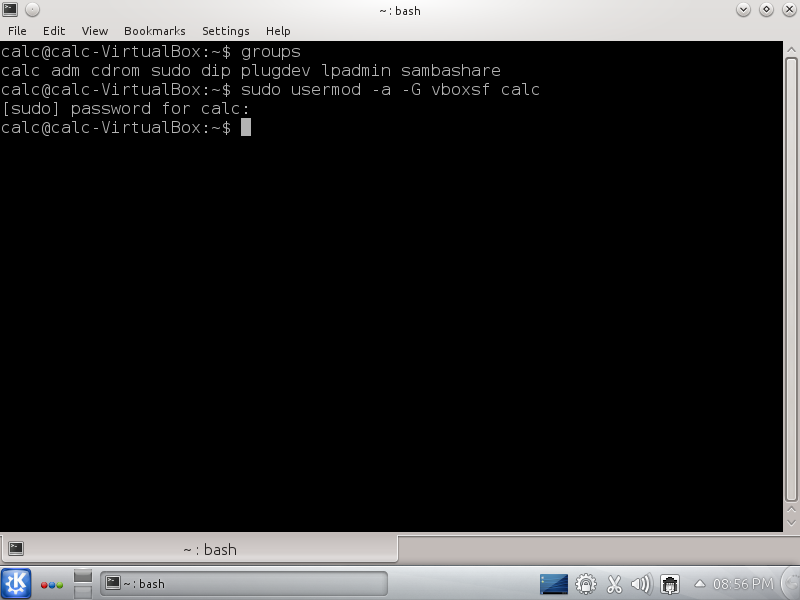 ~ : bash
File Edit View Bookmarks Settings Help
calc@calc-VirtualBox:~$ groups
calc adm cdrom sudo dip plugdev lpadmin sambashare
calc@calc-VirtualBox:~$ sudo usermod -a -G vboxsf calc
[sudo] password for calc:
calc@calc-VirtualBox:~$
~ : bash
~ : bash
08:56 PM